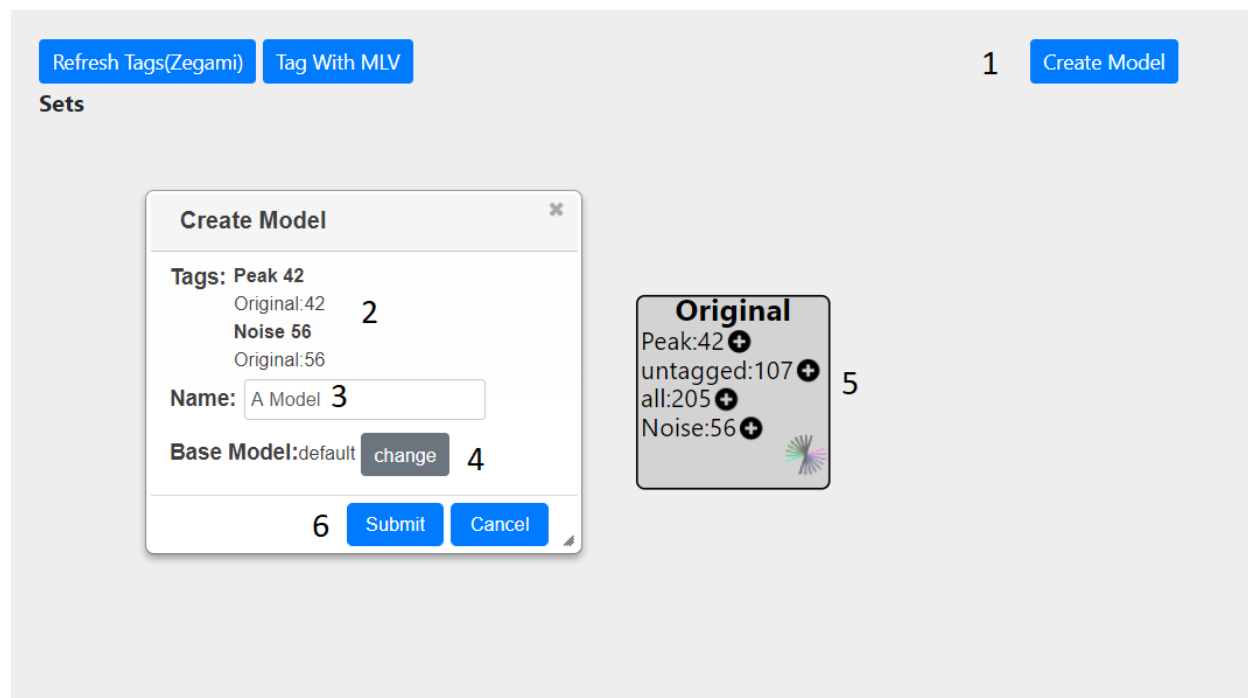 Refresh Tags(Zegami) Tag With MLV 1 Create Model
Sets
Create Model
Tags: Peak 42
Original:42 2
Noise 56
Original:56
Name: A Model 3
Base Model:default change 4
6 Submit Cancel
Original
Peak:42
untagged:107
all:205
Noise:56
5